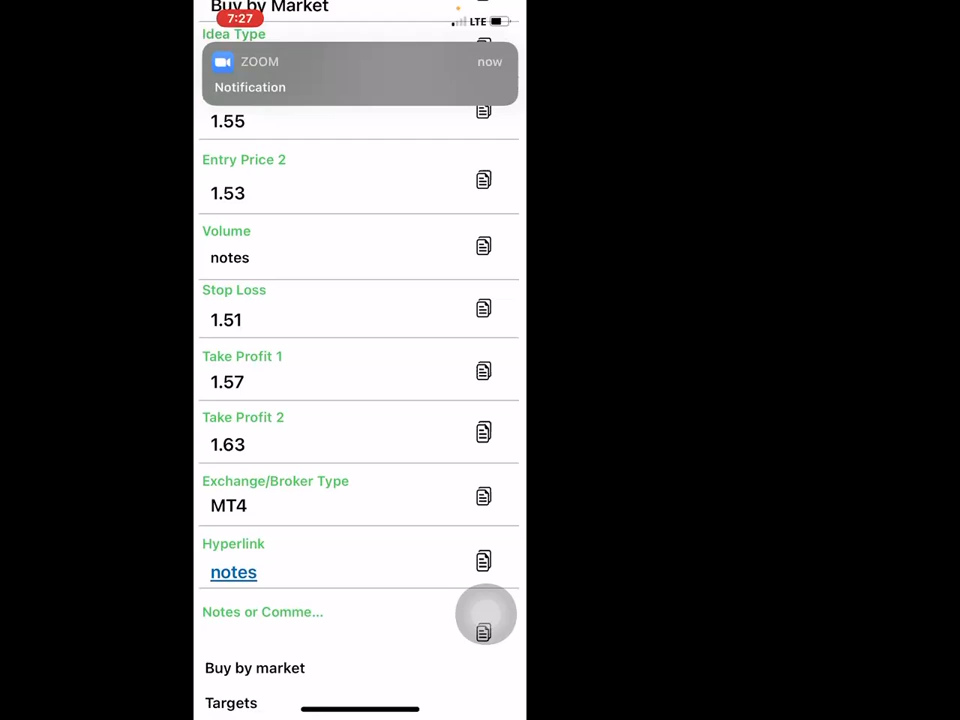 Buy by Market
7:27
LTE
Idea Type
ZOOM
now
Notification
1.55
Entry Price 2
1.53
Volume
notes
Stop Loss
1.51
Take Profit 1
1.57
Take Profit 2
1.63
Exchange/Broker Type
MT4
Hyperlink
notes
Notes or Comme...
Buy by market
Targets